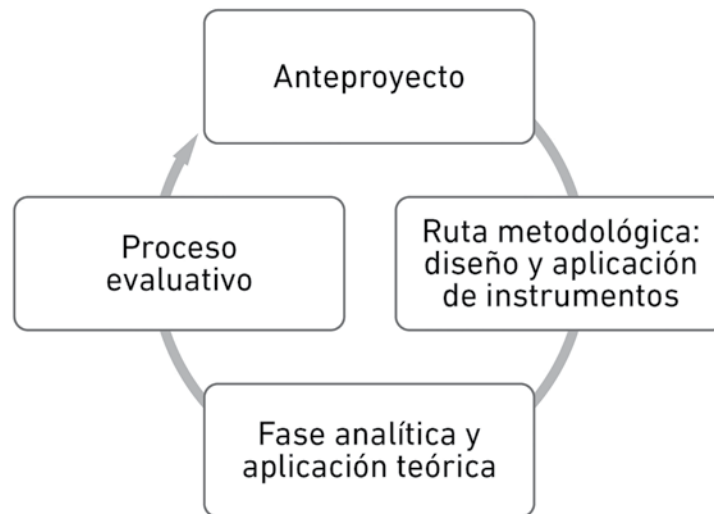 Anteproyecto
Ruta metodológica:
diseño y aplicación
de instrumentos
Fase analítica y
aplicación teórica
Proceso
evaluativo